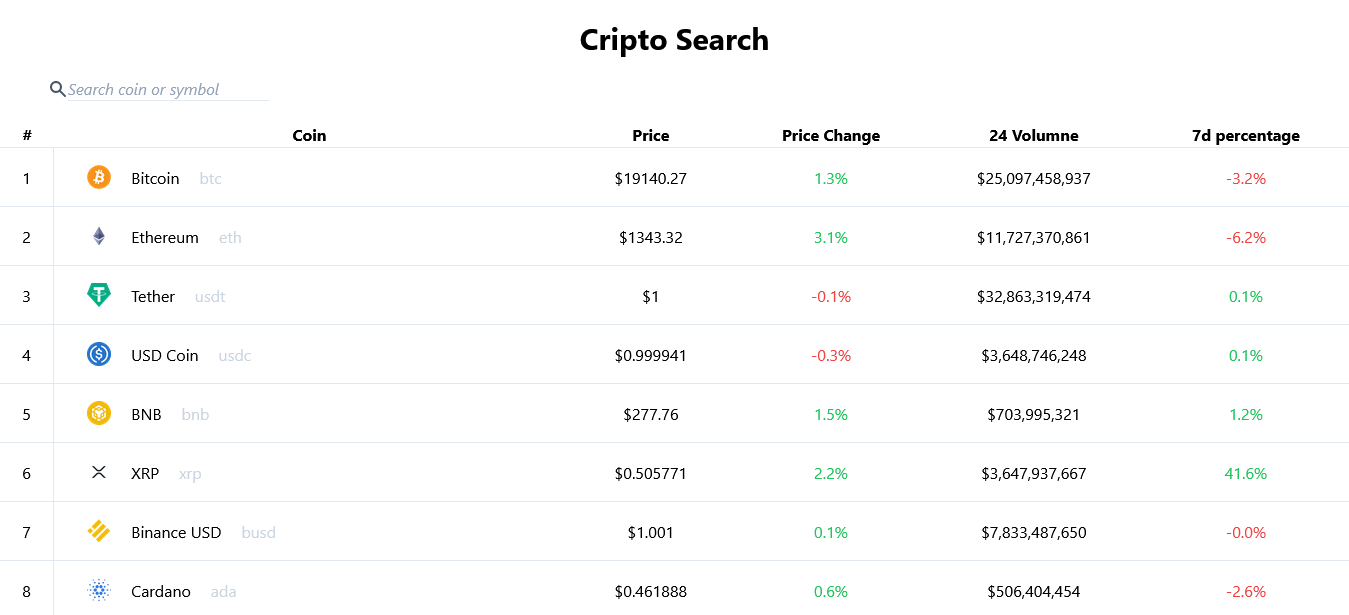 Cripto Search
Search coin or symbol
# Coin Price Price Change 24 Volumne 7d percentage
1 Bitcoin btc $19140.27 1.3% $25,097,458,937 -3.2%
2 Ethereum eth $1343.32 3.1% $11,727,370,861 -6.2%
3 Tether usdt $1 -0.1% $32,863,319,474 0.1%
4 USD Coin usdc $0.999941 -0.3% $3,648,746,248 0.1%
5 BNB bnb $277.76 1.5% $703,995,321 1.2%
6 XRP xrp $0.505771 2.2% $3,647,937,667 41.6%
7 Binance USD busd $1.001 0.1% $7,833,487,650 -0.0%
8 Cardano ada $0.461888 0.6% $506,404,454 -2.6%